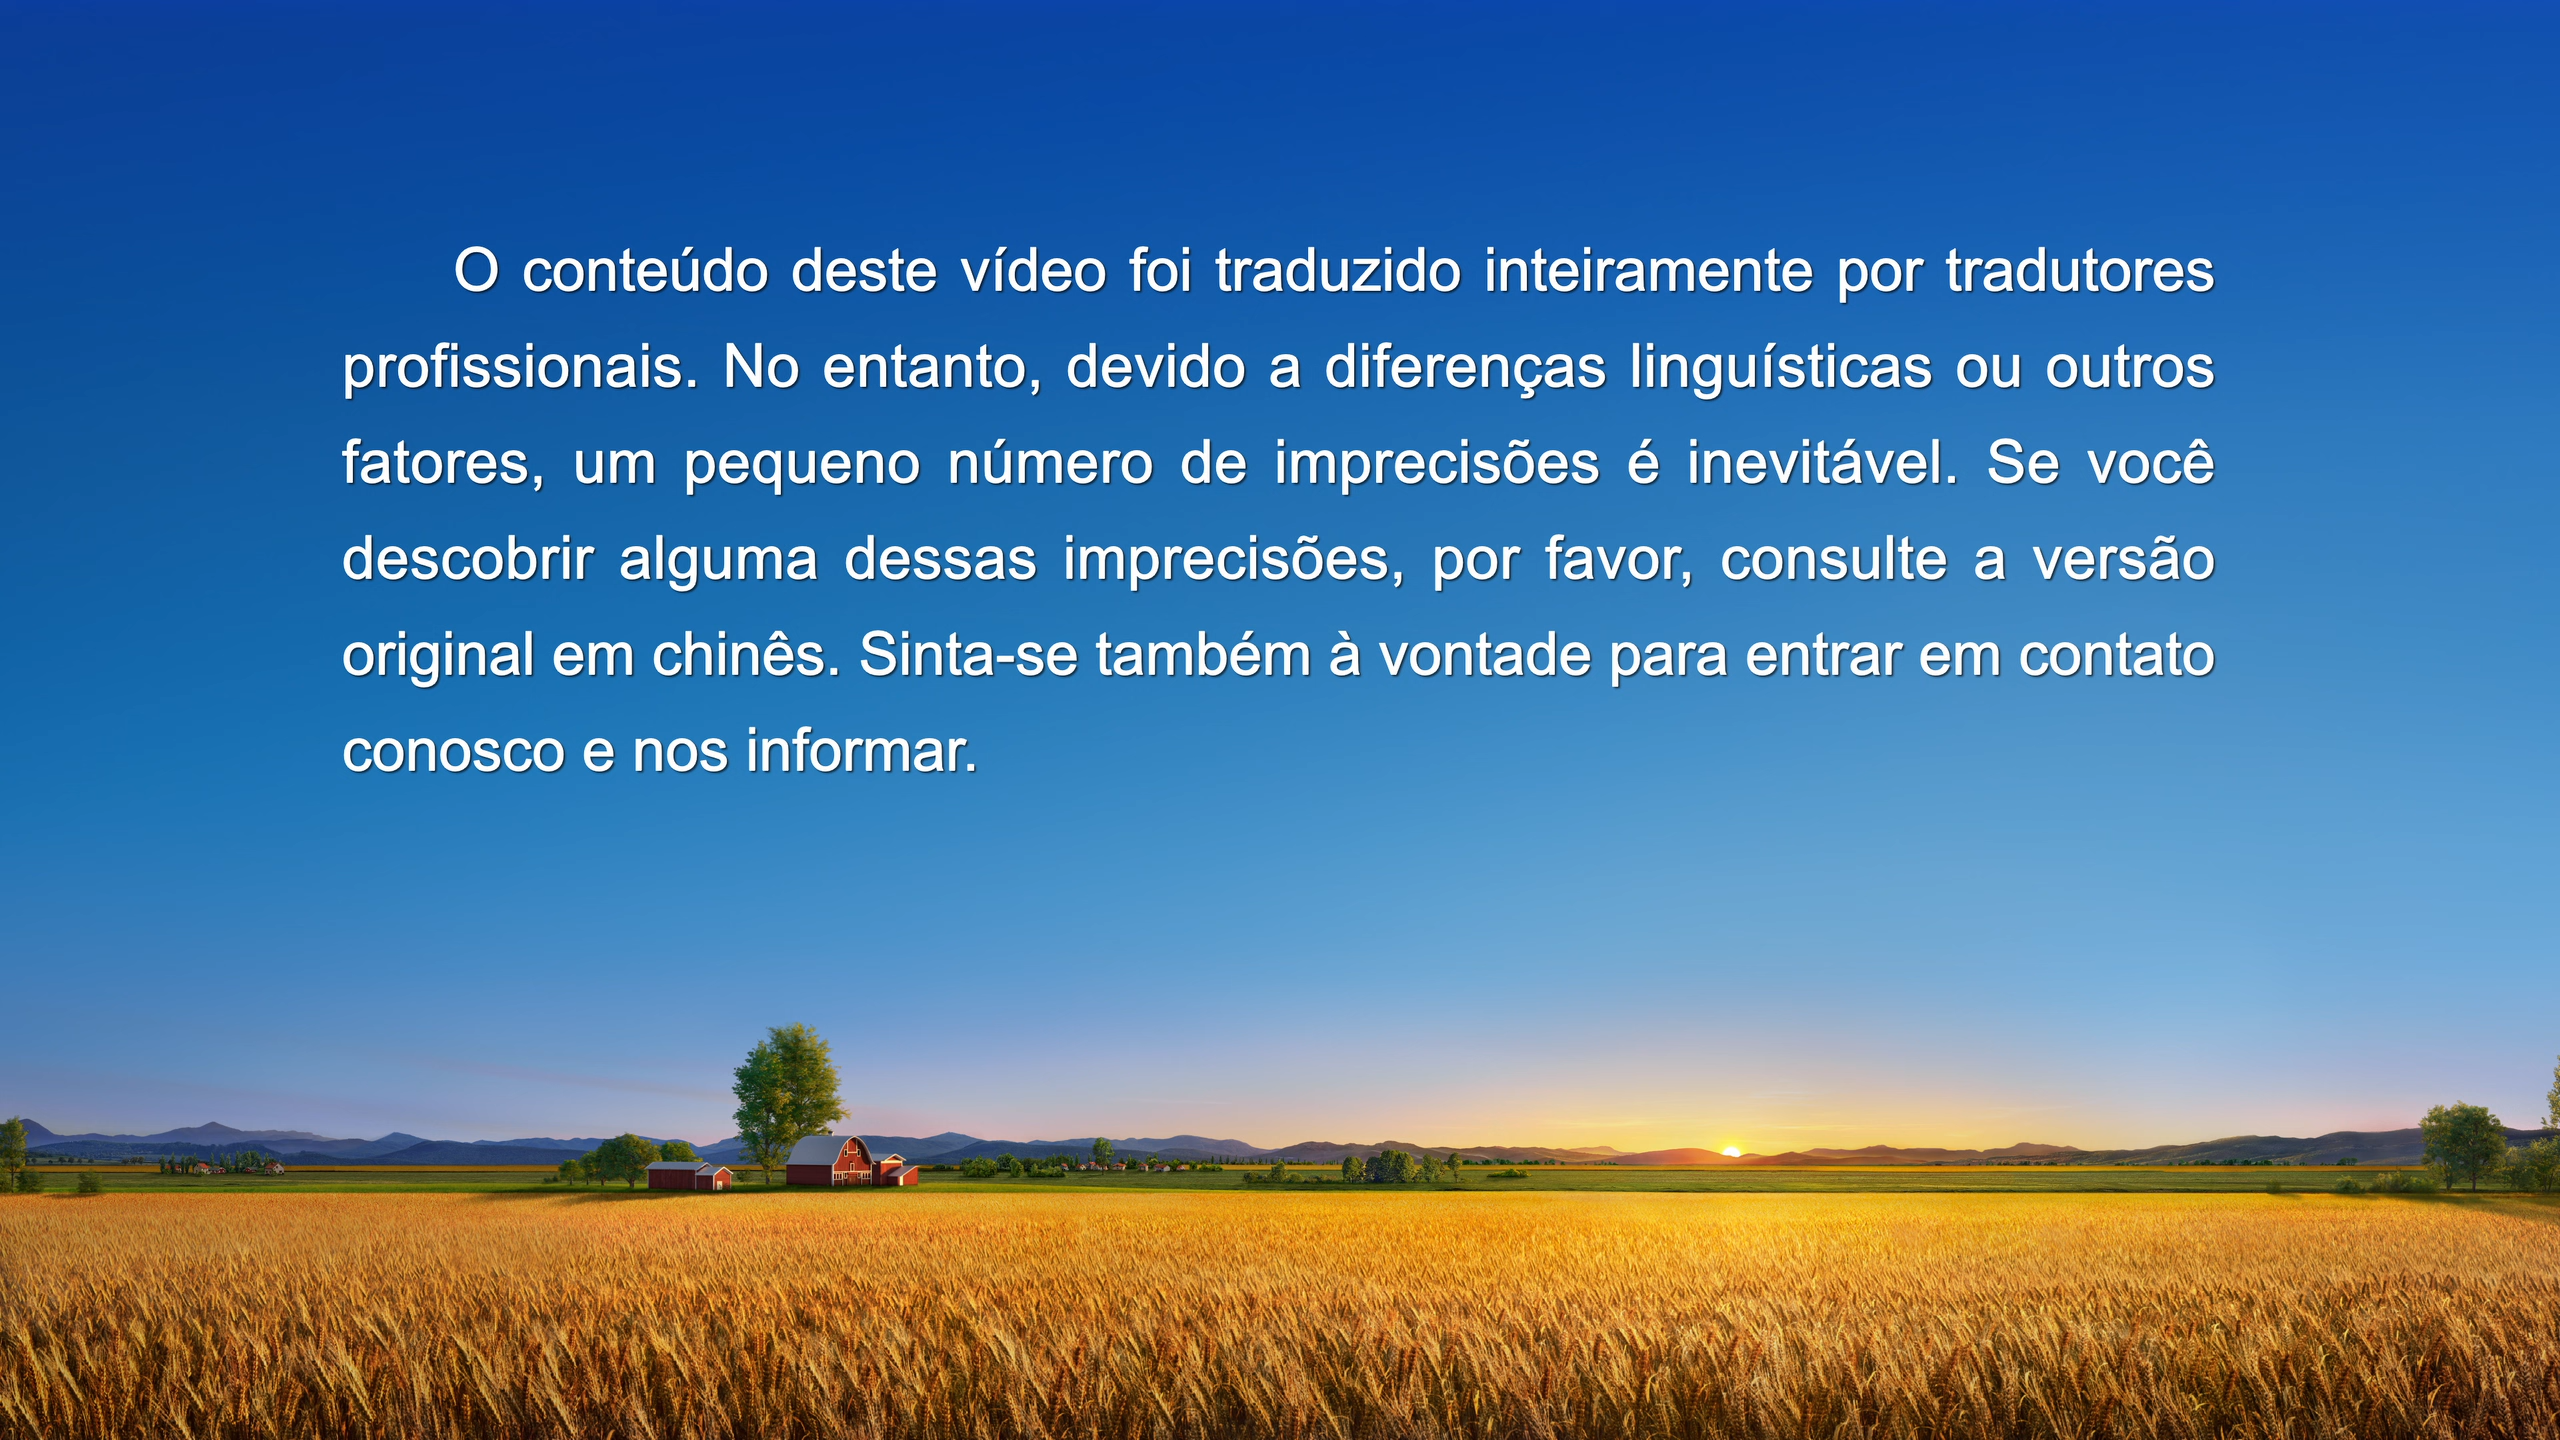 O conteúdo deste vídeo foi traduzido inteiramente por tradutores
profissionais. No entanto, devido a diferenças linguísticas ou outros
fatores, um pequeno número de imprecisões é inevitável. Se você
descobrir alguma dessas imprecisões, por favor, consulte a versão
original em chinês. Sinta-se também à vontade para entrar em contato
conosco e nos informar.